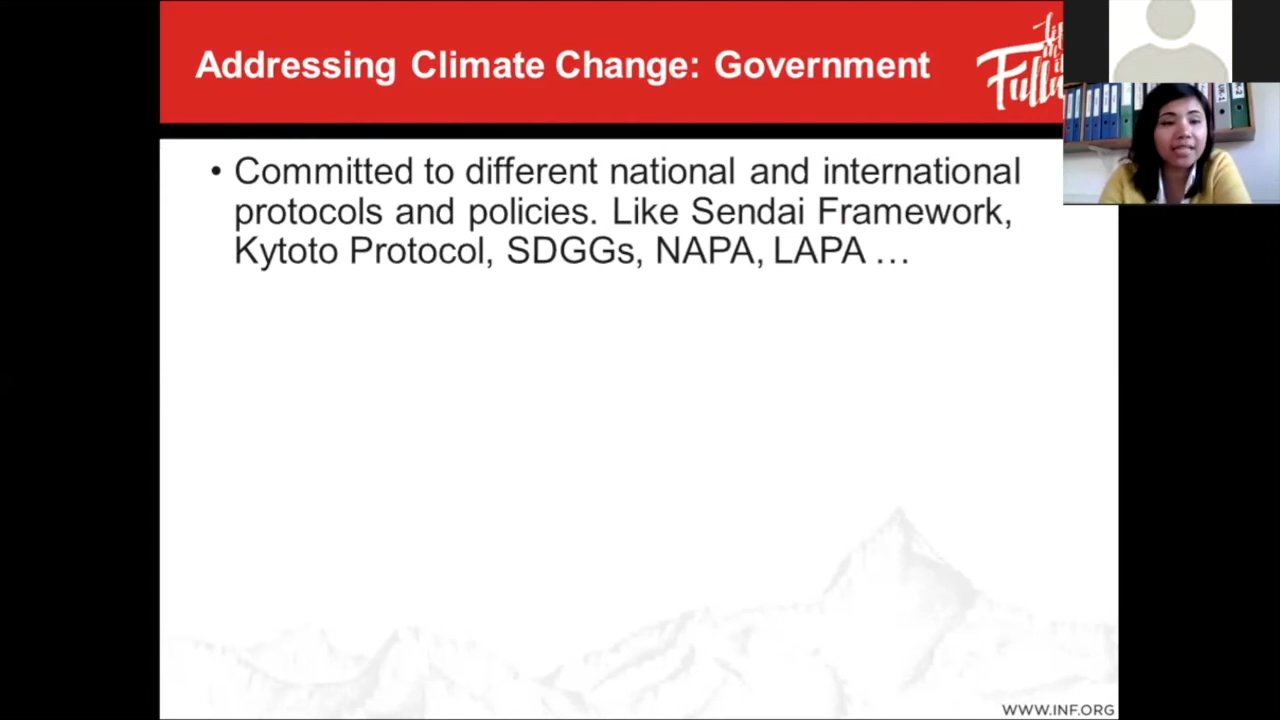 Addressing Climate Change: Government
• Committed to different national and international
protocols and policies. Like Sendai Framework,
Kytoto Protocol, SDGGs, NAPA, LAPA …
WWW.INF.ORG